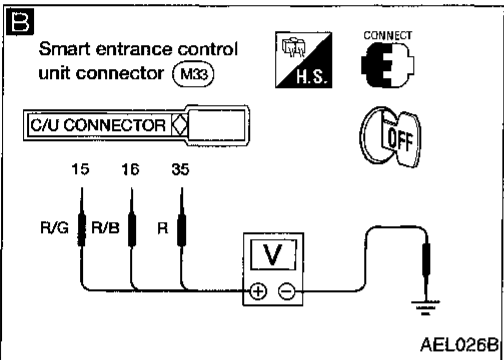 B
Smart entrance control
unit connector M33
H.S.
CONNECT
C/U CONNECTOR
OFF
15 16 35
R/G R/B R
V
⊕ ⊖
AEL026B